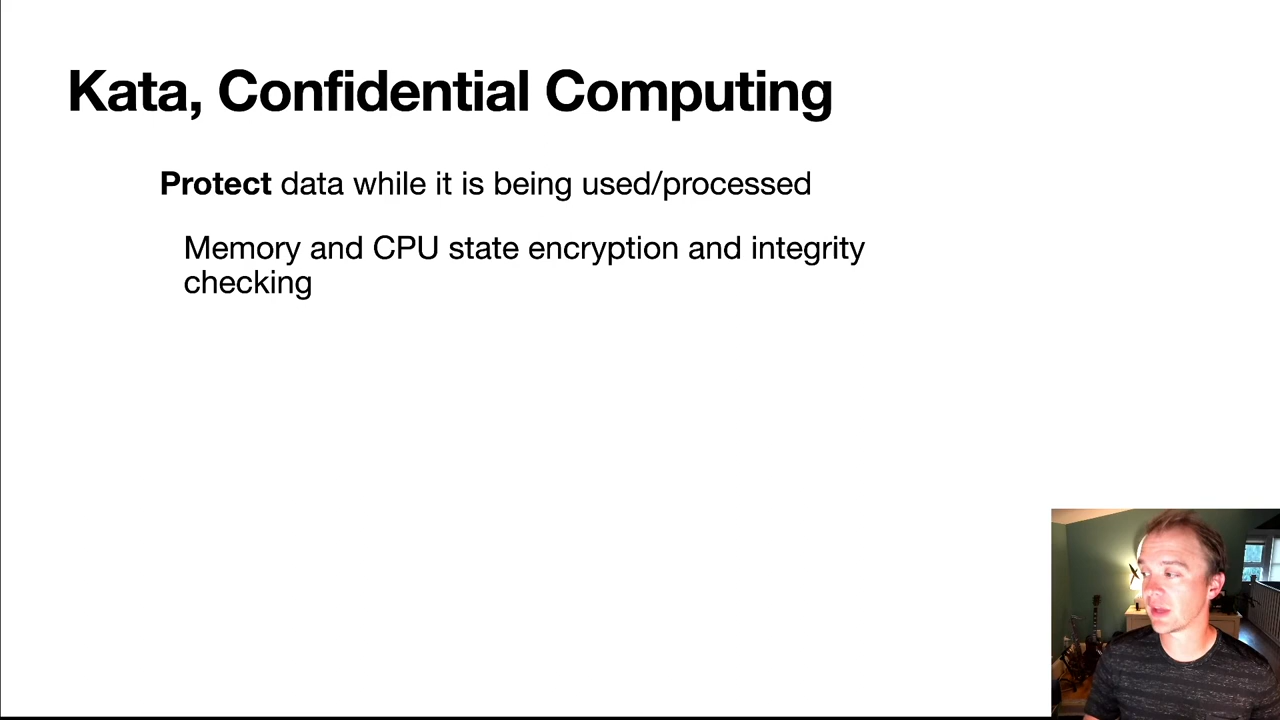 Kata, Confidential Computing
Protect data while it is being used/processed
Memory and CPU state encryption and integrity
checking